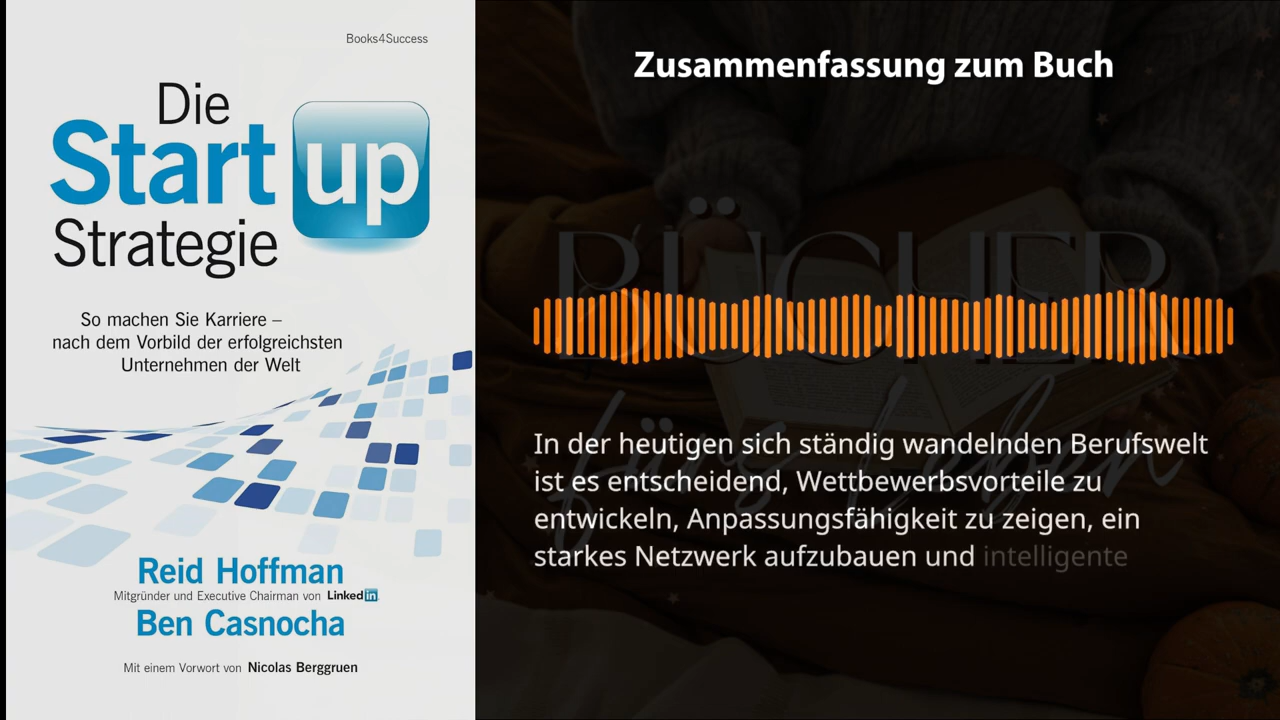 Books4Success
Die
Start up
Strategie
So machen Sie Karriere –
nach dem Vorbild der erfolgreichsten
Unternehmen der Welt
Reid Hoffman
Mitgründer und Executive Chairman von Linkedin
Ben Casnocha
Mit einem Vorwort von Nicolas Berggruen
Zusammenfassung zum Buch
BÜCHER
fürs Leben
In der heutigen sich ständig wandelnden Berufswelt
ist es entscheidend, Wettbewerbsvorteile zu
entwickeln, Anpassungsfähigkeit zu zeigen, ein
starkes Netzwerk aufzubauen und intelligente